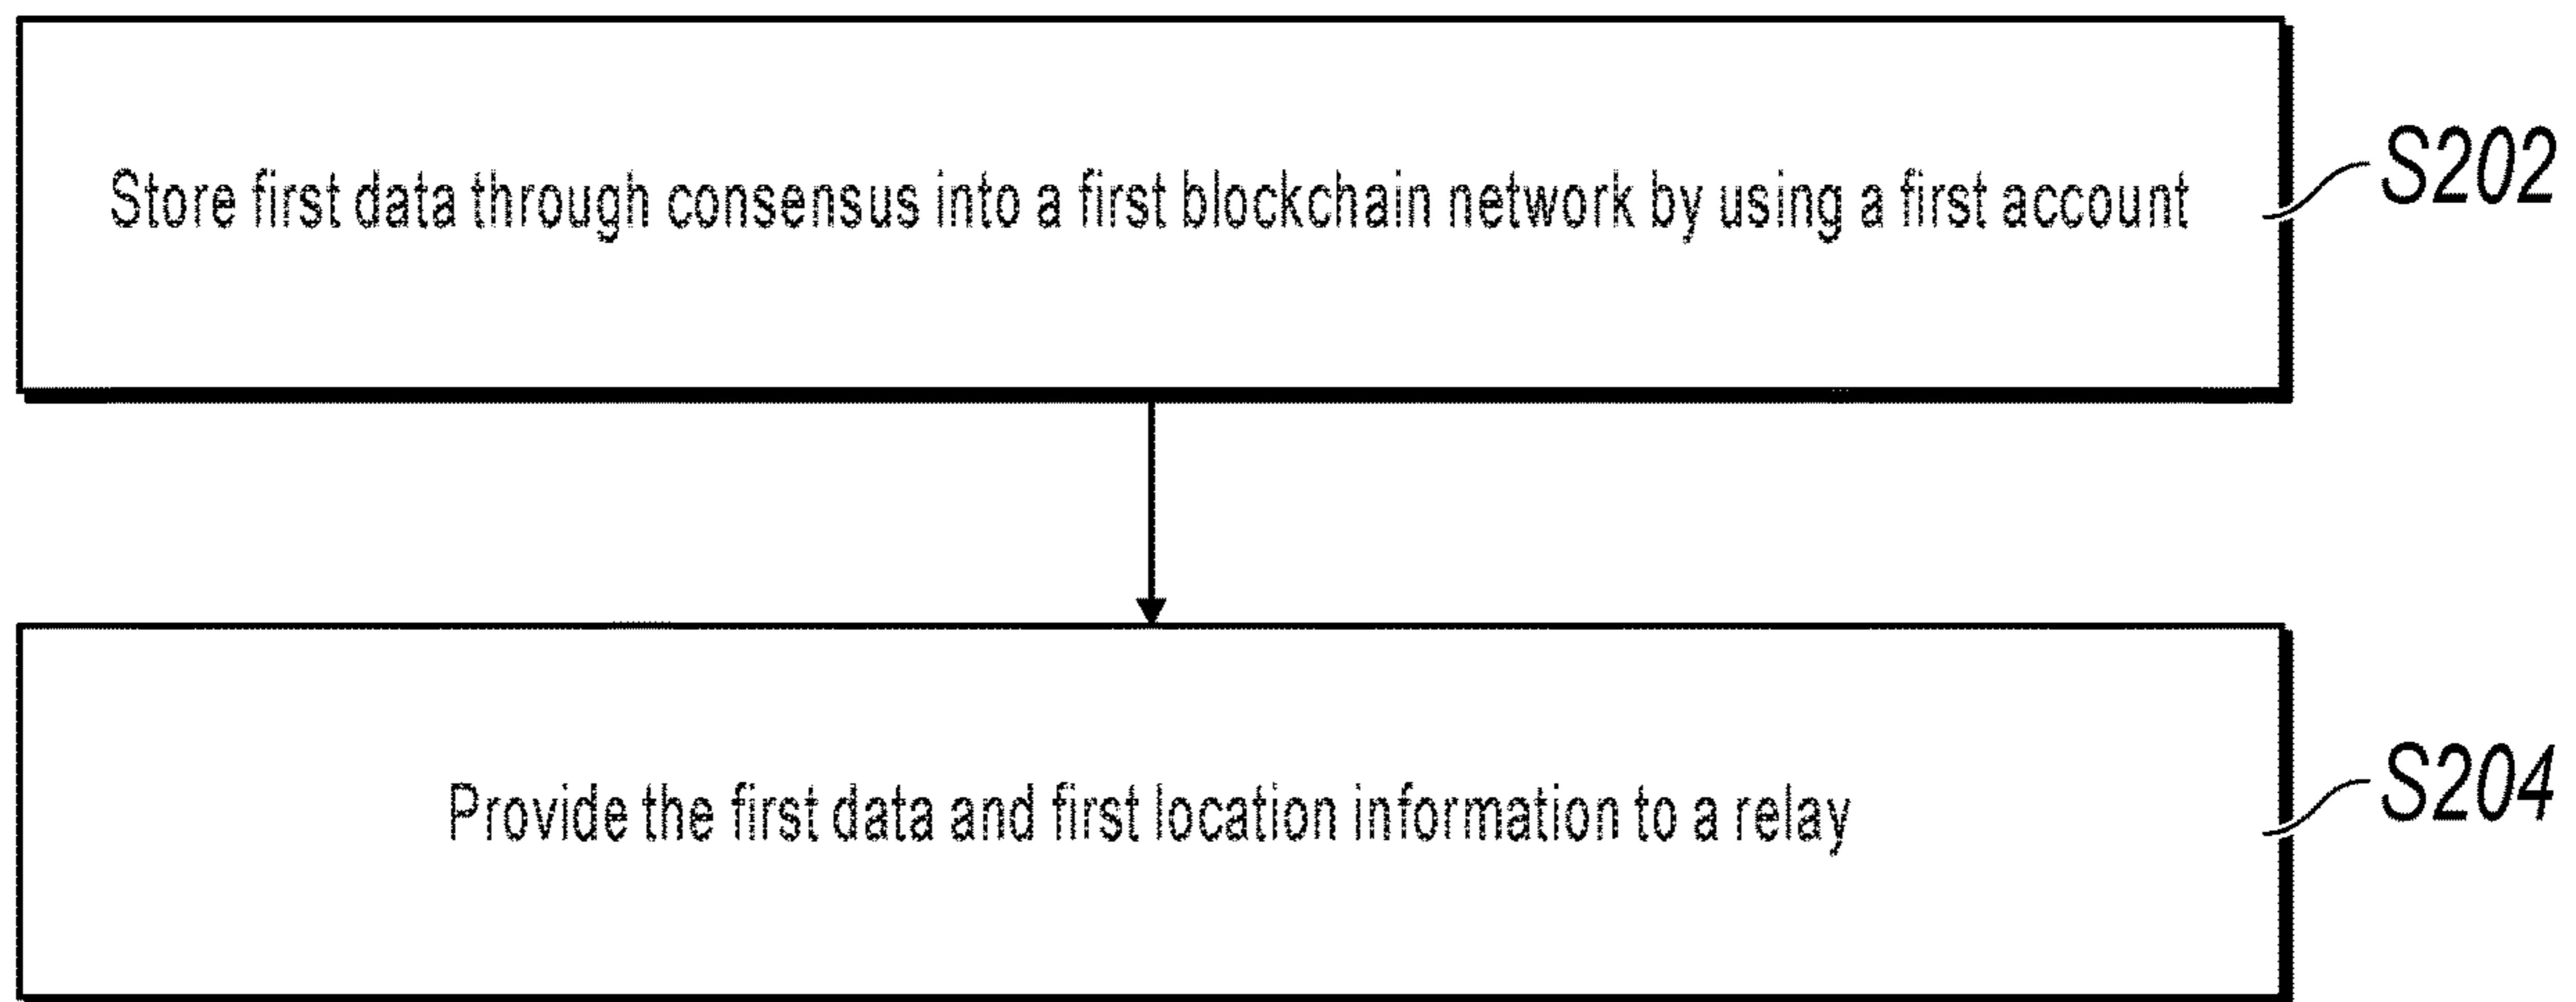 Store first data through consensus into a first blockchain network by using a first account
S202
Provide the first data and first location information to a relay
S204